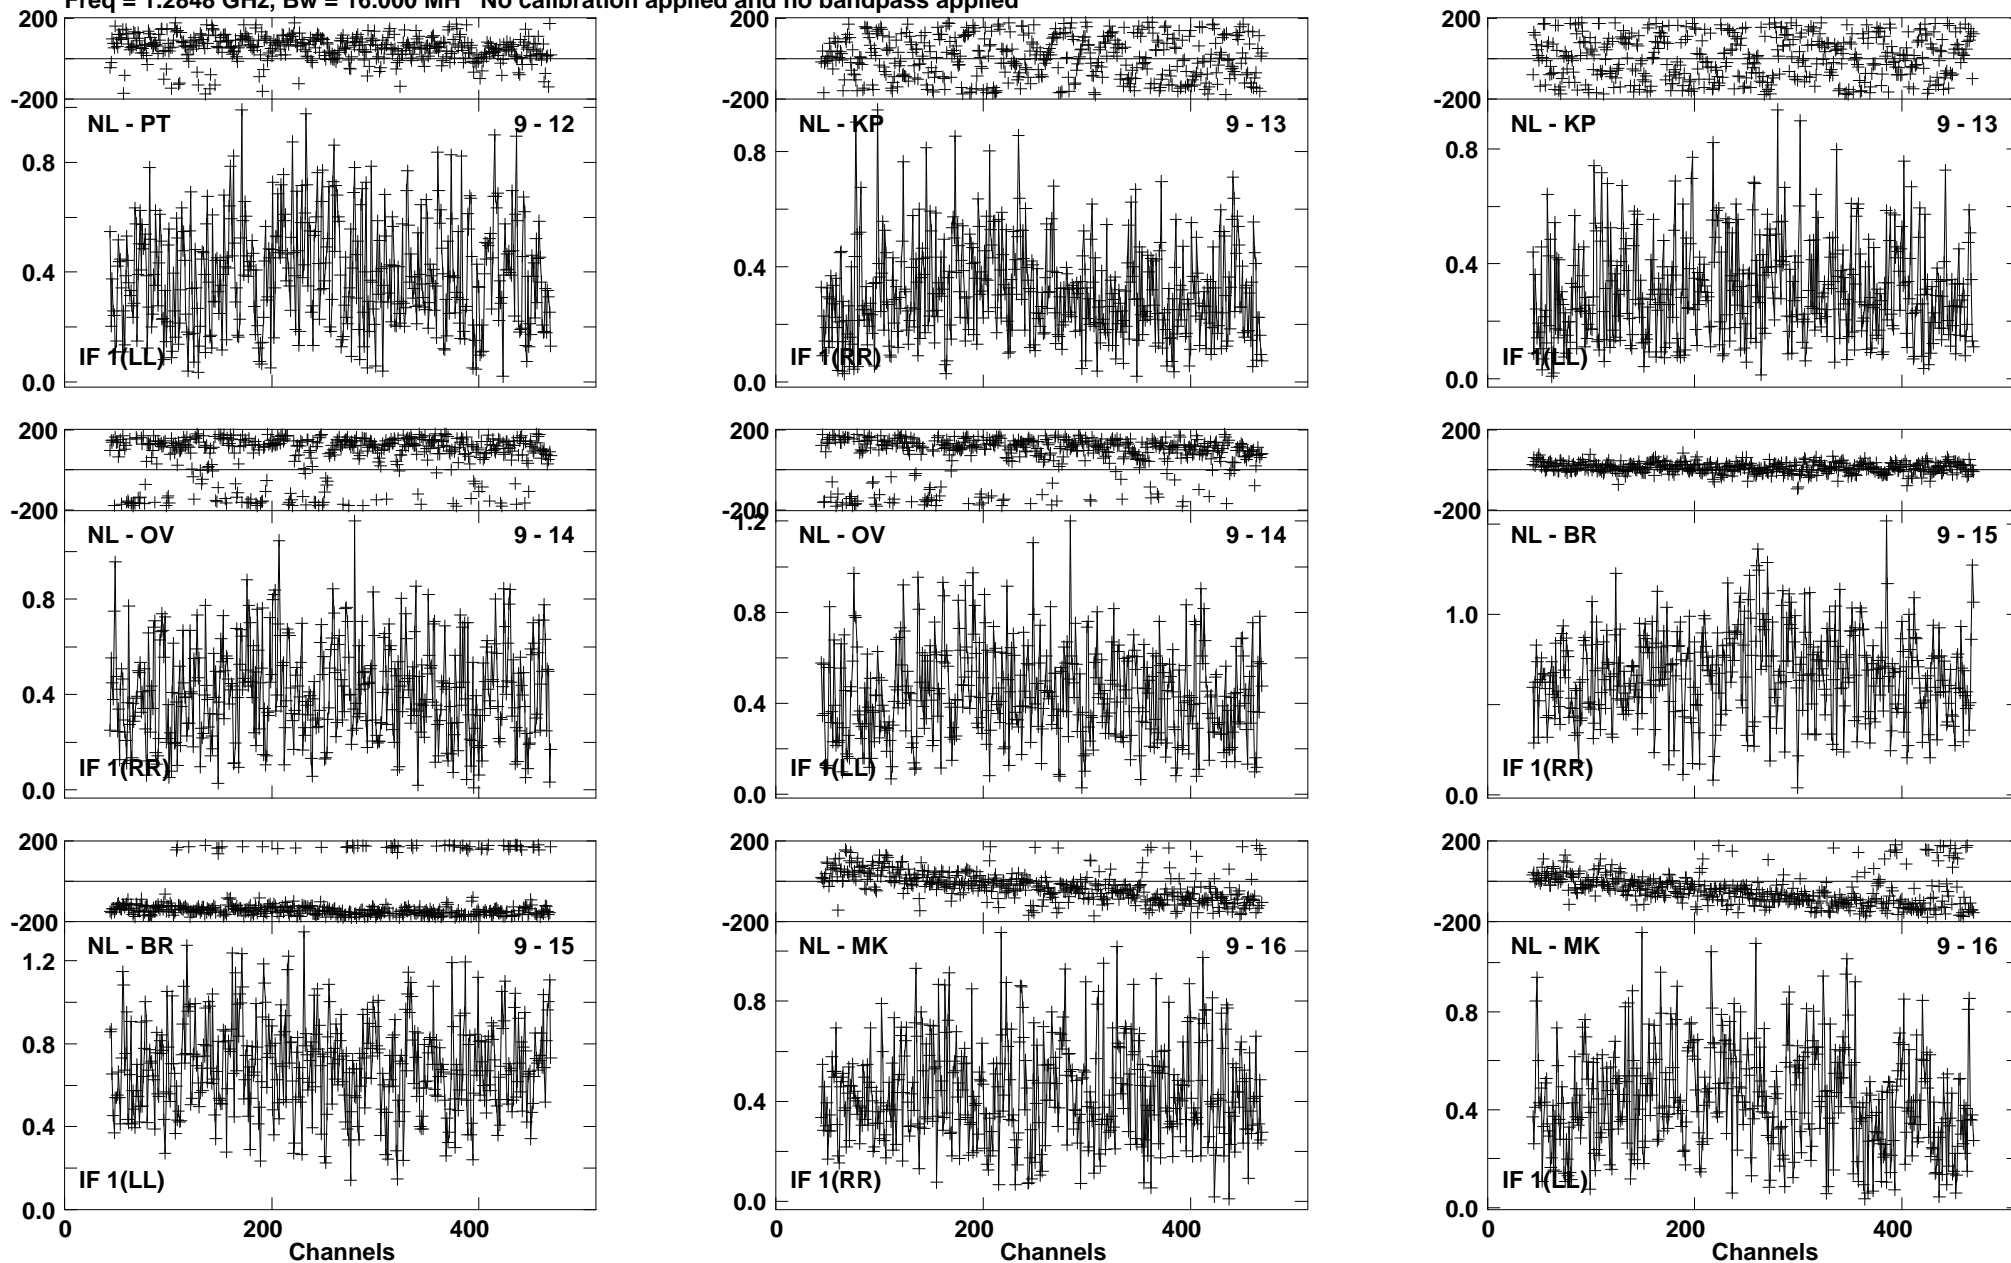 Freq = 1.2848 GHz, Bw = 16.000 MH No calibration applied and no bandpass applied
200
-200
NL - PT 9 - 12
0.8
0.4
IF 1(LL)
0.0
NL - KP 9 - 13
0.8
0.4
IF 1(RR)
0.0
200
-200
NL - KP 9 - 13
0.8
0.4
IF 1(LL)
0.0
200
-200
NL - OV 9 - 14
0.8
0.4
IF 1(RR)
0.0
200
-200
1.2
NL - OV 9 - 14
0.8
0.4
IF 1(LL)
0.0
200
-200
NL - BR 9 - 15
1.0
IF 1(RR)
0.0
200
-200
NL - BR 9 - 15
1.2
0.8
0.4
IF 1(LL)
0.0
0 200 400
Channels
200
-200
NL - MK 9 - 16
0.8
0.4
IF 1(RR)
0.0
0 200 400
Channels
200
-200
NL - MK 9 - 16
0.8
0.4
IF 1(LL)
0.0
0 200 400
Channels
200
-200